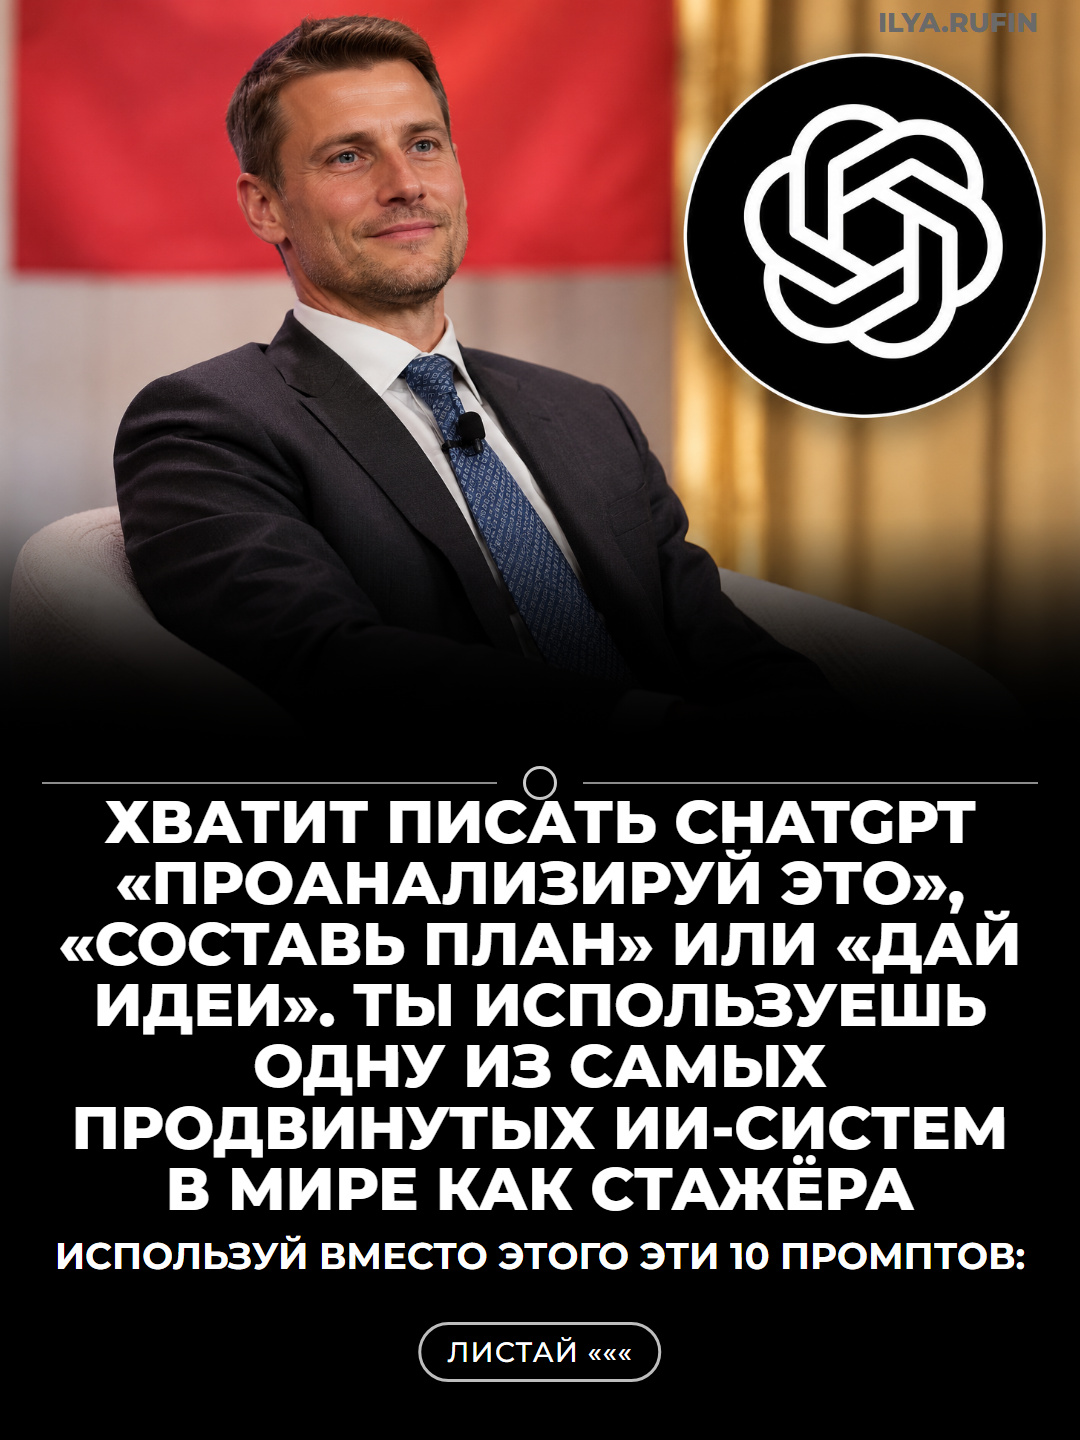 ILYA.RUFIN
ХВАТИТ ПИСАТЬ CHATGPT
«ПРОАНАЛИЗИРУЙ ЭТО»,
«СОСТАВЬ ПЛАН» ИЛИ «ДАЙ
ИДЕИ». ТЫ ИСПОЛЬЗУЕШЬ
ОДНУ ИЗ САМЫХ
ПРОДВИНУТЫХ ИИ-СИСТЕМ
В МИРЕ КАК СТАЖЁРА
ИСПОЛЬЗУЙ ВМЕСТО ЭТОГО ЭТИ 10 ПРОМПТОВ:
ЛИСТАЙ «««